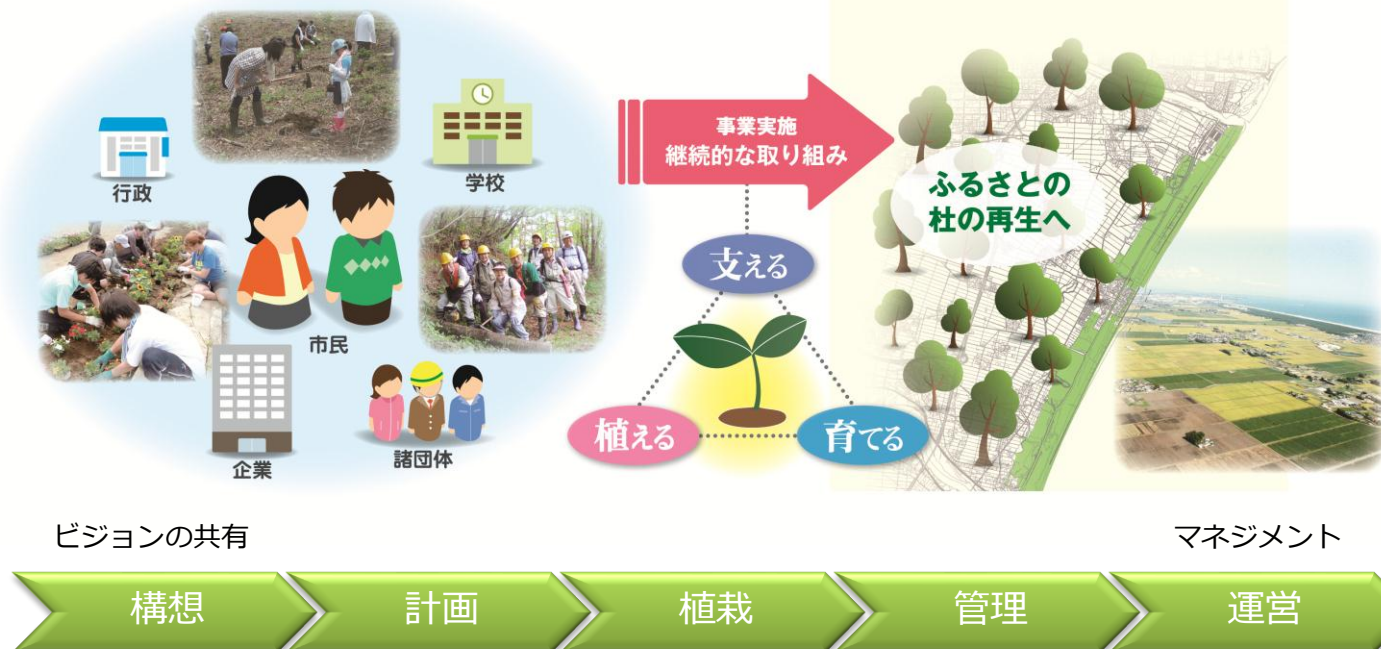 行政
学校
市民
企業
諸団体
事業実施
継続的な取り組み
支える
植える
育てる
ふるさとの
杜の再生へ
ビジョンの共有
マネジメント
構想
計画
植栽
管理
運営